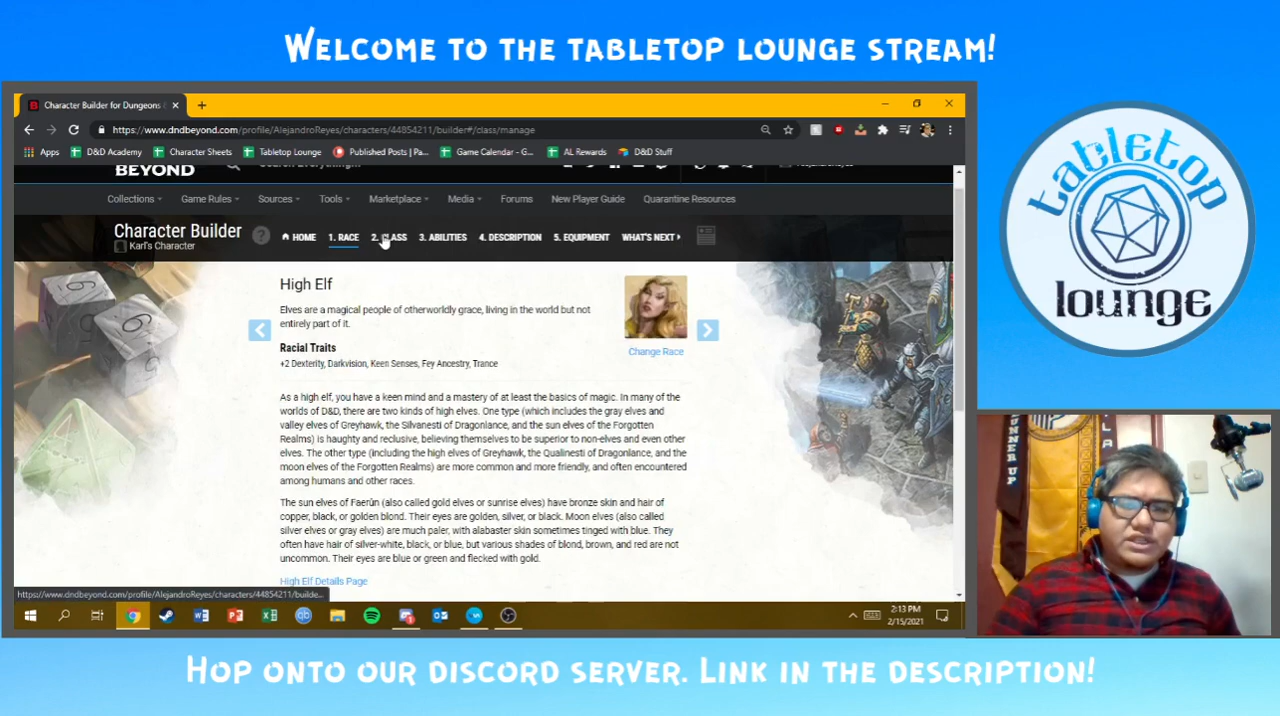 Welcome to the tabletop lounge stream!
Character Builder for Dungeons
https://www.dndbeyond.com/profile/AlejandroReyes/characters/44854211/builder#/class/manage
Apps D&D Academy Character Sheets Tabletop Lounge Published Posts | Pa... Game Calendar - G... AL Rewards D&D Stuff
BEYOND
Collections Game Rules Sources Tools Marketplace Media Forums New Player Guide Quarantine Resources
Character Builder
Karl's Character
HOME 1. RACE 2. CLASS 3. ABILITIES 4. DESCRIPTION 5. EQUIPMENT WHAT'S NEXT
High Elf
Elves are a magical people of otherworldly grace, living in the world but not
entirely part of it.
Racial Traits
+2 Dexterity, Darkvision, Keen Senses, Fey Ancestry, Trance
Change Race
As a high elf, you have a keen mind and a mastery of at least the basics of magic. In many of the
worlds of D&D, there are two kinds of high elves. One type (which includes the gray elves and
valley elves of Greyhawk, the Silvanesti of Dragonlance, and the sun elves of the Forgotten
Realms) is haughty and reclusive, believing themselves to be superior to non-elves and even other
elves. The other type (including the high elves of Greyhawk, the Qualinesti of Dragonlance, and the
moon elves of the Forgotten Realms) are more common and more friendly, and often encountered
among humans and other races.
The sun elves of Faerûn (also called gold elves or sunrise elves) have bronze skin and hair of
copper, black, or golden blond. Their eyes are golden, silver, or black. Moon elves (also called
silver elves or gray elves) are much paler, with alabaster skin sometimes tinged with blue. They
often have hair of silver-white, black, or blue, but various shades of blond, brown, and red are not
uncommon. Their eyes are blue or green and flecked with gold.
High Elf Details Page
https://www.dndbeyond.com/profile/AlejandroReyes/characters/44854211/builde...
2:13 PM
2/15/2021
tabletop
lounge
RUNNER UP
Hop onto our discord server. Link in the description!